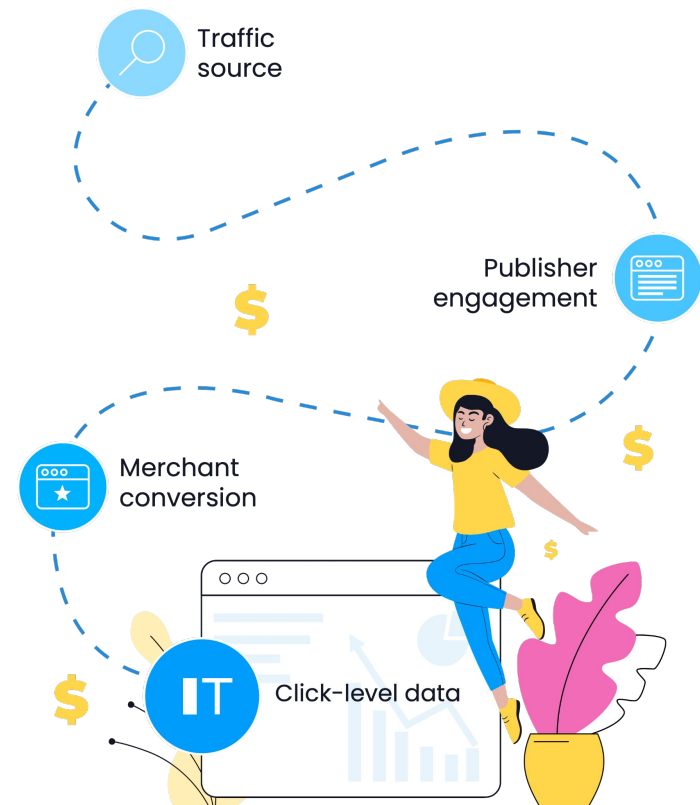 Traffic
source
Publisher
engagement
$
$
Merchant
conversion
$
IT
Click-level data
$